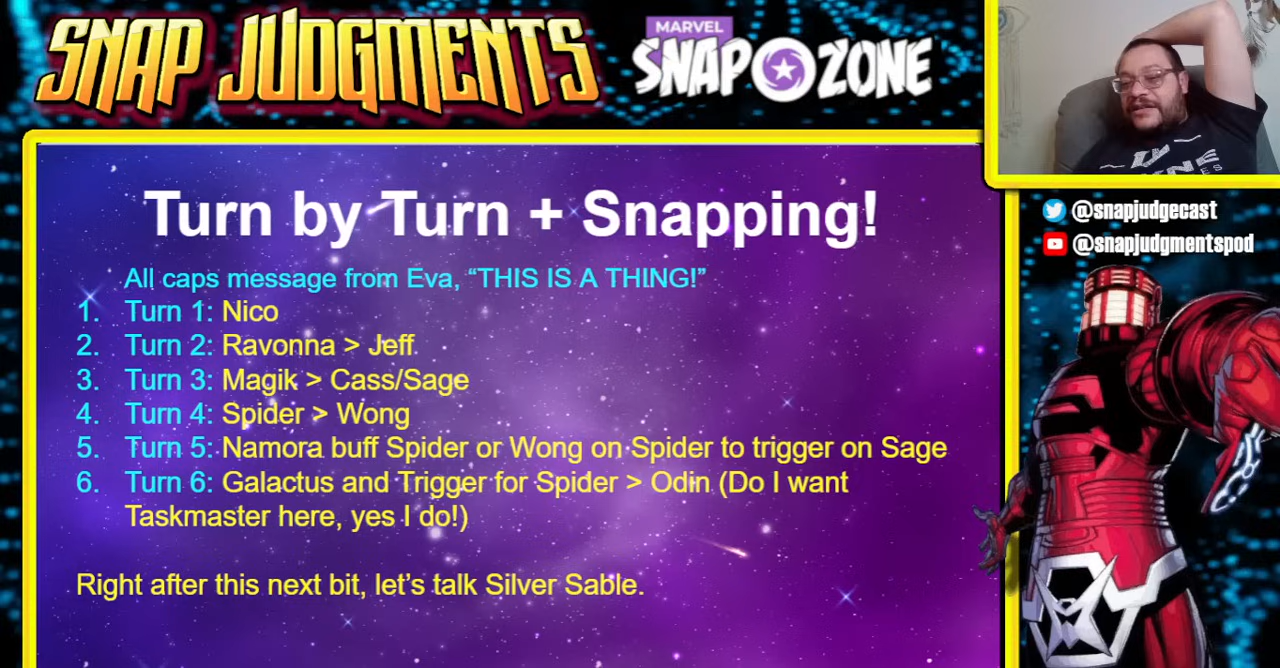 SNAP JUDGMENTS
MARVEL
SNAP ZONE
Turn by Turn + Snapping!
All caps message from Eva, “THIS IS A THING!”
1. Turn 1: Nico
2. Turn 2: Ravonna > Jeff
3. Turn 3: Magik > Cass/Sage
4. Turn 4: Spider > Wong
5. Turn 5: Namora buff Spider or Wong on Spider to trigger on Sage
6. Turn 6: Galactus and Trigger for Spider > Odin (Do I want
Taskmaster here, yes I do!)
Right after this next bit, let’s talk Silver Sable.
@snapjudgecast
@snapjudgmentspod